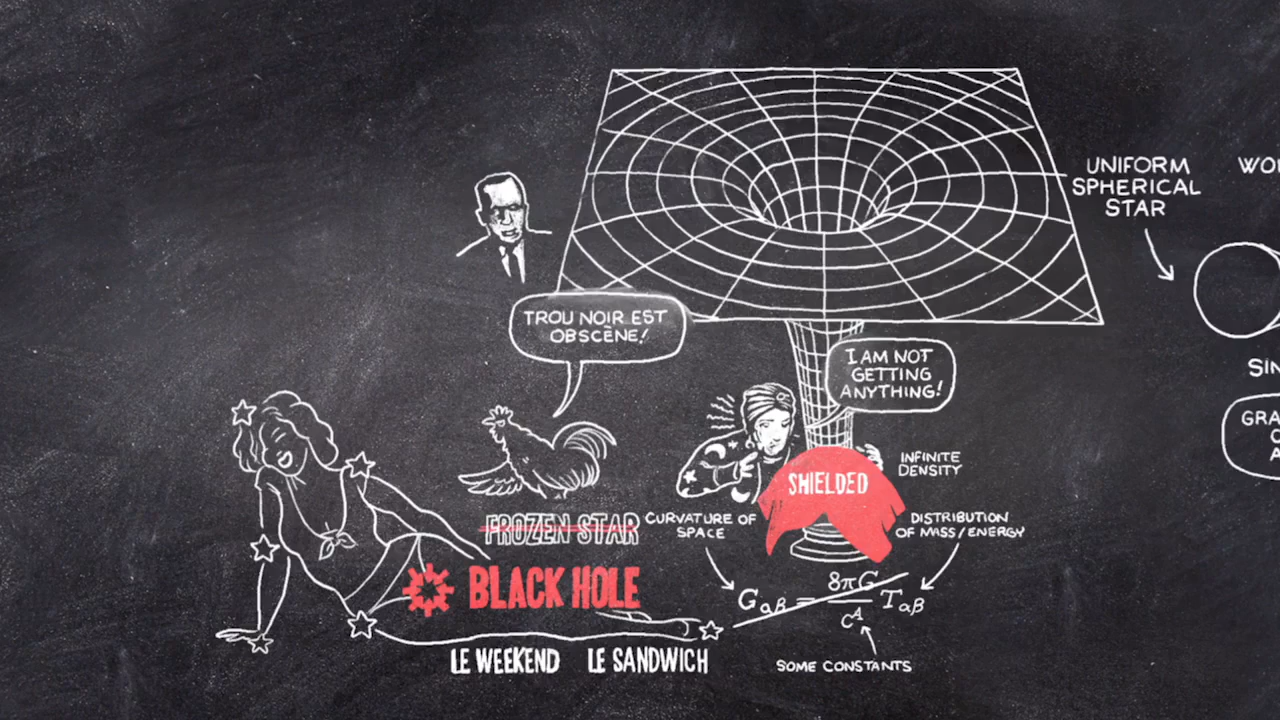 UNIFORM
SPHERICAL
STAR
TROU NOIR EST
OBSCÈNE!
I AM NOT
GETTING
ANYTHING!
INFINITE
DENSITY
SHIELDED
FROZEN STAR
CURVATURE OF
SPACE
DISTRIBUTION
OF MASS/ENERGY
BLACK HOLE
Gαβ = 8πG/c⁴ Tαβ
LE WEEKEND LE SANDWICH
SOME CONSTANTS